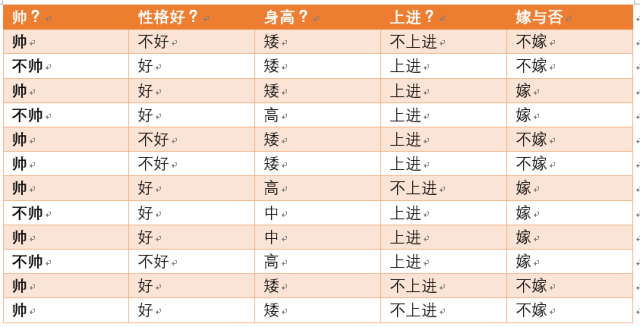 帅？ 性格好？ 身高？ 上进？ 嫁与否
帅 不好 矮 不上进 不嫁
不帅 好 矮 上进 不嫁
帅 好 矮 上进 嫁
不帅 好 高 上进 嫁
帅 不好 矮 上进 不嫁
帅 不好 矮 上进 不嫁
帅 好 高 不上进 嫁
不帅 好 中 上进 嫁
帅 好 中 上进 嫁
不帅 不好 高 上进 嫁
帅 好 矮 不上进 不嫁
帅 好 矮 不上进 不嫁